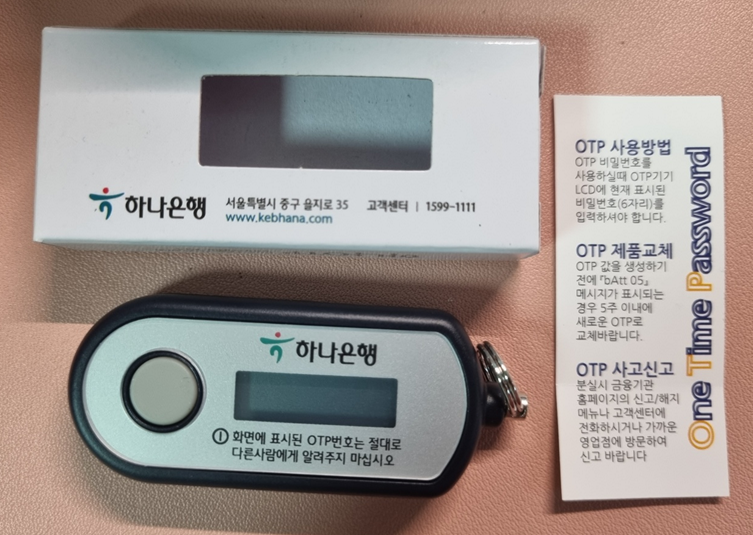 하나은행
서울특별시 중구 을지로 35 고객센터 | 1599-1111
www.kebhana.com
하나은행
화면에 표시된 OTP번호는 절대로
다른사람에게 알려주지 마십시오
OTP 사용방법
OTP 비밀번호를
사용하실때 OTP기기
LCD에 현재 표시된
비밀번호(6자리)를
입력하셔야 합니다.
OTP 제품교체
OTP 값을 생성하기
전에 『bAtt 05』
메시지가 표시되는
경우 5주 이내에
새로운 OTP로
교체바랍니다.
OTP 사고신고
분실시 금융기관
홈페이지의 신고/해지
메뉴나 고객센터에
전화하시거나 가까운
영업점에 방문하여
신고 바랍니다
One Time Password